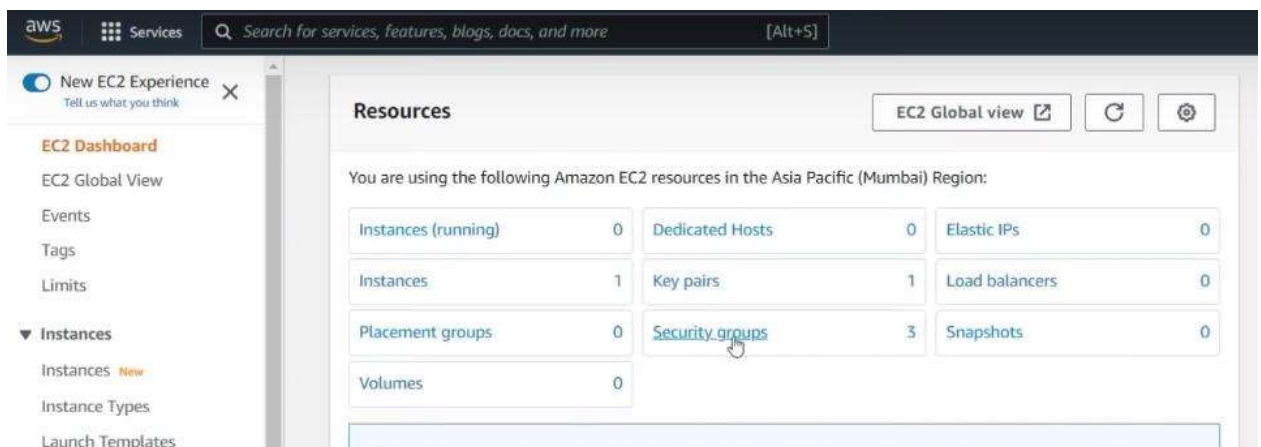 aws Services Search for services, features, blogs, docs, and more [Alt+S]
New EC2 Experience
Tell us what you think
EC2 Dashboard
EC2 Global View
Events
Tags
Limits
Instances
Instances New
Instance Types
Launch Templates
Resources EC2 Global view
You are using the following Amazon EC2 resources in the Asia Pacific (Mumbai) Region:
Instances (running) 0 Dedicated Hosts 0 Elastic IPs 0
Instances 1 Key pairs 1 Load balancers 0
Placement groups 0 Security groups 3 Snapshots 0
Volumes 0